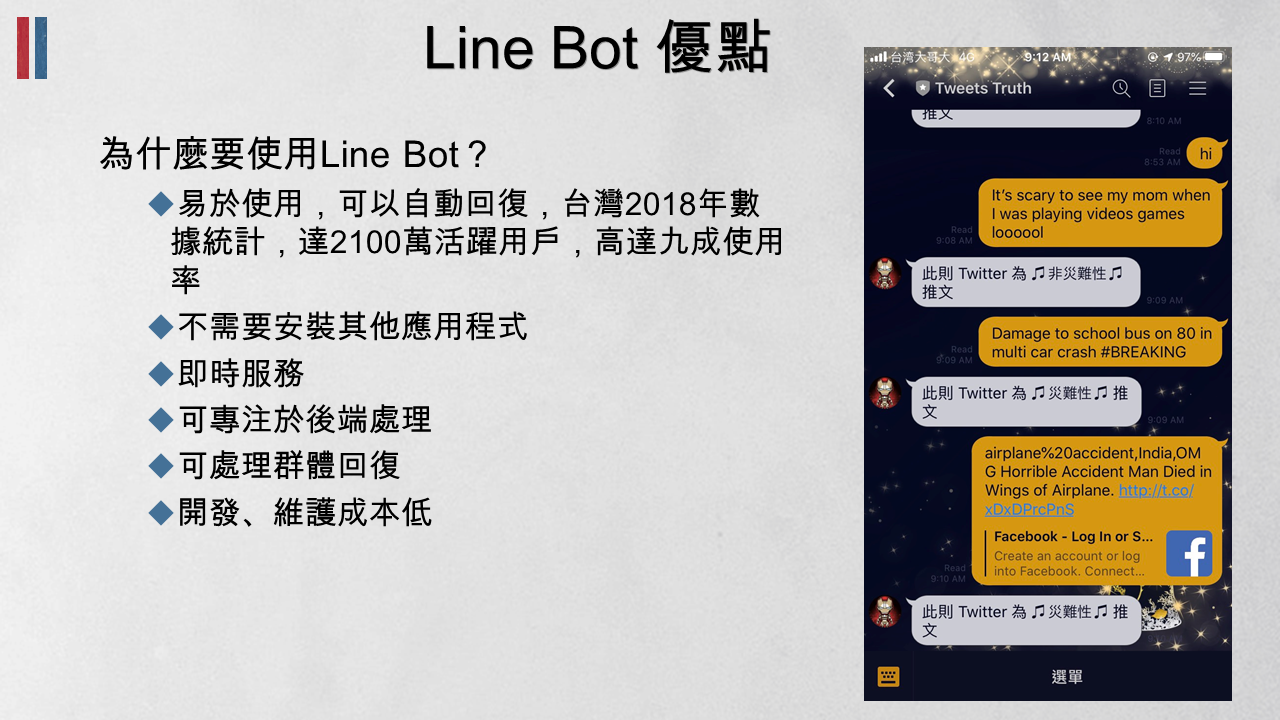 Line Bot 優點
為什麼要使用Line Bot？
易於使用，可以自動回復，台灣2018年數
據統計，達2100萬活躍用戶，高達九成使用
率
不需要安裝其他應用程式
即時服務
可專注於後端處理
可處理群體回復
開發、維護成本低
台湾大哥大 4G 9:12 AM 97%
Tweets Truth
推文
8:10 AM
Read
8:53 AM
hi
It's scary to see my mom when
I was playing videos games
loooool
Read
9:08 AM
此則 Twitter 為 🎵非災難性🎵
推文
9:09 AM
Damage to school bus on 80 in
multi car crash #BREAKING
Read
9:09 AM
此則 Twitter 為 🎵災難性🎵 推
文
9:09 AM
airplane%20accident,India,OM
G Horrible Accident Man Died in
Wings of Airplane. http://t.co/
xDxDPrcPnS
Facebook - Log In or S...
Create an account or log
into Facebook. Connect...
Read
9:10 AM
此則 Twitter 為 🎵災難性🎵 推
文
選單